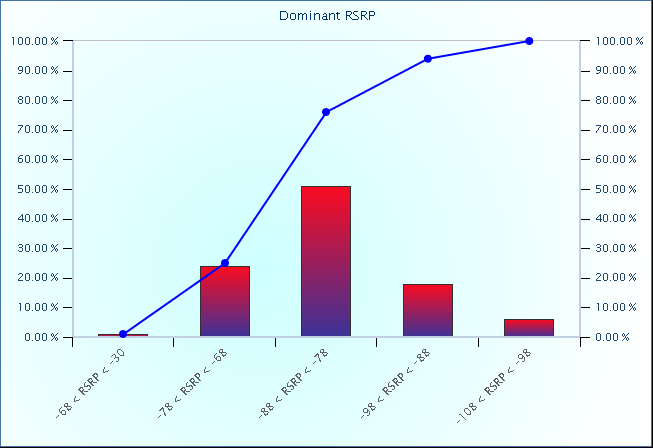 Dominant RSRP
100.00 % 100.00 %
90.00 % 90.00 %
80.00 % 80.00 %
70.00 % 70.00 %
60.00 % 60.00 %
50.00 % 50.00 %
40.00 % 40.00 %
30.00 % 30.00 %
20.00 % 20.00 %
10.00 % 10.00 %
0.00 % 0.00 %
-68 < RSRP < -30
-78 < RSRP < -68
-88 < RSRP < -78
-98 < RSRP < -88
-108 < RSRP < -98